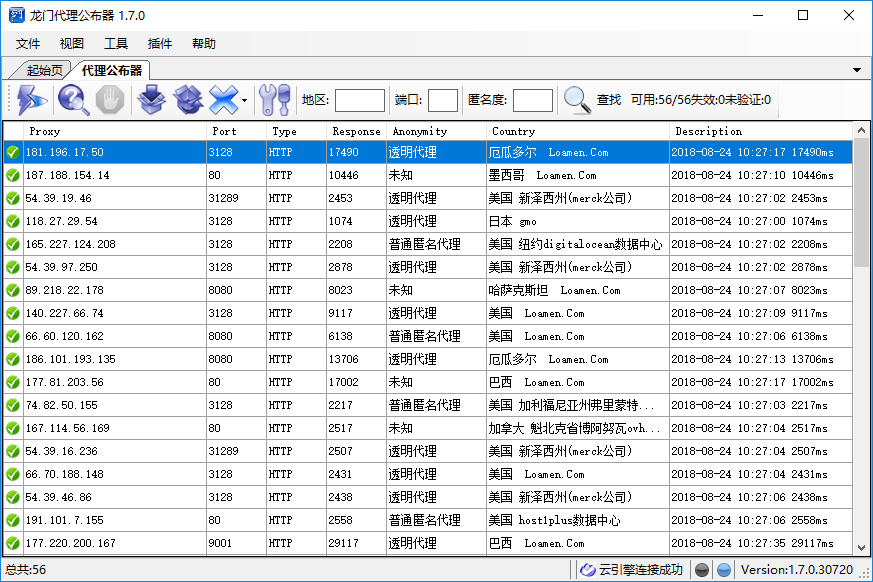 龙门代理公布器 1.7.0
文件 视图 工具 插件 帮助
起始页 代理公布器
地区: 端口: 匿名度: 查找 可用:56/56失效:0未验证:0
Proxy Port Type Response Anonymity Country Description
181.196.17.50 3128 HTTP 17490 透明代理 厄瓜多尔 Loamen.Com 2018-08-24 10:27:17 17490ms
187.188.154.14 80 HTTP 10446 未知 墨西哥 Loamen.Com 2018-08-24 10:27:10 10446ms
54.39.19.46 31289 HTTP 2453 透明代理 美国 新泽西州(merck公司) 2018-08-24 10:27:02 2453ms
118.27.29.54 3128 HTTP 1074 透明代理 日本 gmo 2018-08-24 10:27:00 1074ms
165.227.124.208 3128 HTTP 2208 普通匿名代理 美国 纽约digitalocean数据中心 2018-08-24 10:27:02 2208ms
54.39.97.250 3128 HTTP 2878 透明代理 美国 新泽西州(merck公司) 2018-08-24 10:27:02 2878ms
89.218.22.178 8080 HTTP 8023 未知 哈萨克斯坦 Loamen.Com 2018-08-24 10:27:07 8023ms
140.227.66.74 3128 HTTP 9117 透明代理 美国 Loamen.Com 2018-08-24 10:27:09 9117ms
66.60.120.162 8080 HTTP 6138 普通匿名代理 美国 Loamen.Com 2018-08-24 10:27:06 6138ms
186.101.193.135 8080 HTTP 13706 透明代理 厄瓜多尔 Loamen.Com 2018-08-24 10:27:13 13706ms
177.81.203.56 80 HTTP 17002 未知 巴西 Loamen.Com 2018-08-24 10:27:17 17002ms
74.82.50.155 3128 HTTP 2217 普通匿名代理 美国 加利福尼亚州弗里蒙特... 2018-08-24 10:27:03 2217ms
167.114.56.169 80 HTTP 2517 未知 加拿大 魁北克省博阿努瓦ovh... 2018-08-24 10:27:04 2517ms
54.39.16.236 31289 HTTP 2507 透明代理 美国 新泽西州(merck公司) 2018-08-24 10:27:04 2507ms
66.70.188.148 3128 HTTP 2431 透明代理 美国 Loamen.Com 2018-08-24 10:27:04 2431ms
54.39.46.86 3128 HTTP 2438 透明代理 美国 新泽西州(merck公司) 2018-08-24 10:27:06 2438ms
191.101.7.155 80 HTTP 2558 普通匿名代理 美国 host1plus数据中心 2018-08-24 10:27:06 2558ms
177.220.200.167 9001 HTTP 29117 透明代理 巴西 Loamen.Com 2018-08-24 10:27:35 29117ms
总共:56 云引擎连接成功 Version:1.7.0.30720